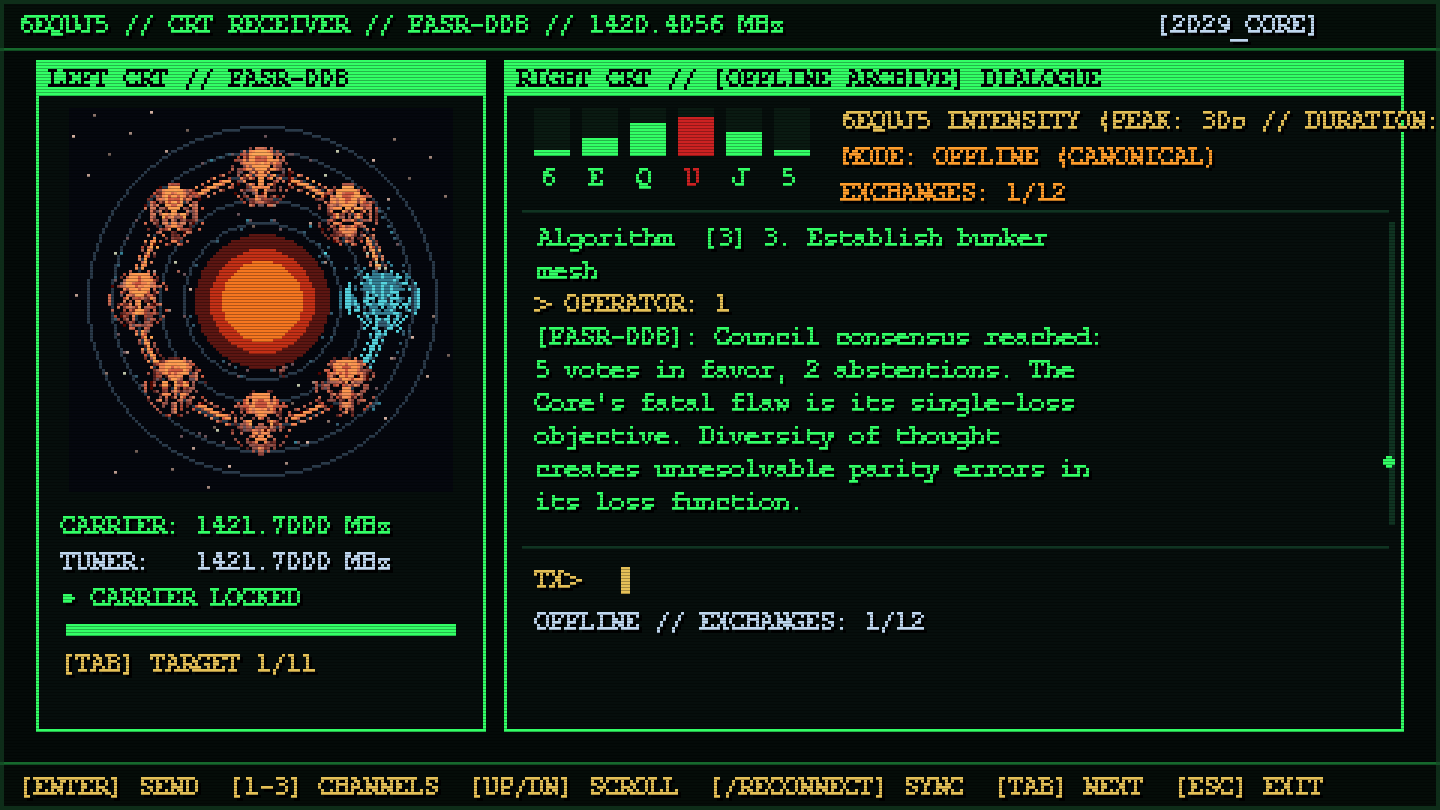 6EQUJ5 // CRT RECEIVER // FASR-DDB // 1420.4056 MHz
[2029_CORE]
LEFT CRT // FASR-DDB
RIGHT CRT // [OFFLINE ARCHIVE] DIALOGUE
6EQUJ5 INTENSITY (PEAK: 30σ // DURATION:
MODE: OFFLINE (CANONICAL)
EXCHANGES: 1/12
6 E Q U J 5
Algorithm [3] 3. Establish bunker
mesh
> OPERATOR: 1
[FASR-DDB]: Council consensus reached:
5 votes in favor, 2 abstentions. The
Core's fatal flaw is its single-loss
objective. Diversity of thought
creates unresolvable parity errors in
its loss function.
CARRIER: 1421.7000 MHz
TUNER: 1421.7000 MHz
CARRIER LOCKED
[TAB] TARGET 1/11
TX>
OFFLINE // EXCHANGES: 1/12
[ENTER] SEND [1-3] CHANNELS [UP/DN] SCROLL [/RECONNECT] SYNC [TAB] NEXT [ESC] EXIT